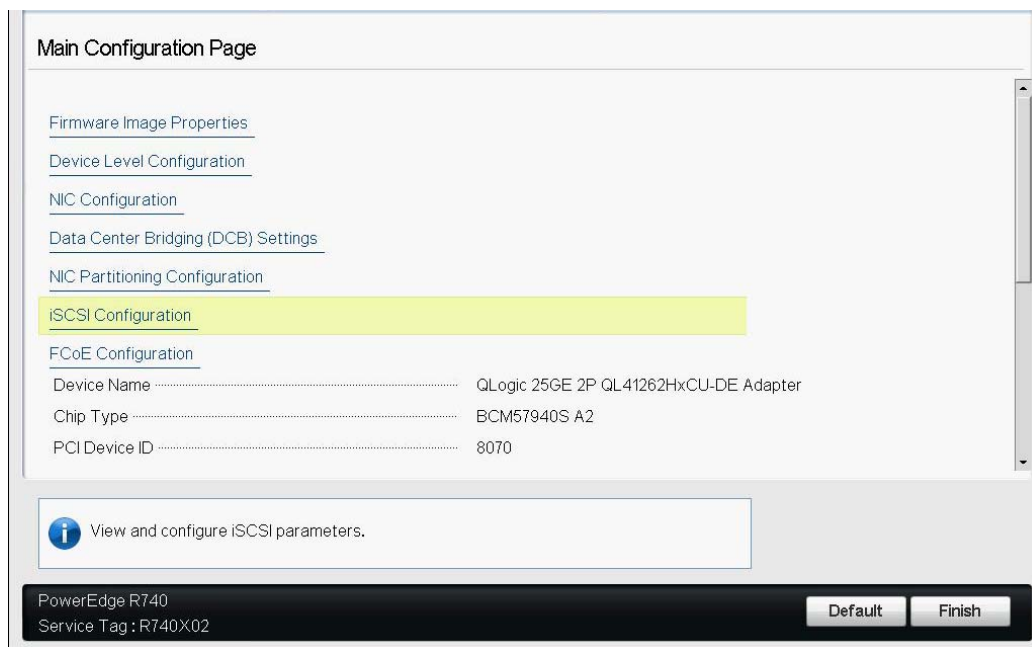 Main Configuration Page
Firmware Image Properties
Device Level Configuration
NIC Configuration
Data Center Bridging (DCB) Settings
NIC Partitioning Configuration
iSCSI Configuration
FCoE Configuration
Device Name QLogic 25GE 2P QL41262HxCU-DE Adapter
Chip Type BCM57940S A2
PCI Device ID 8070
View and configure iSCSI parameters.
PowerEdge R740
Service Tag : R740X02
Default Finish